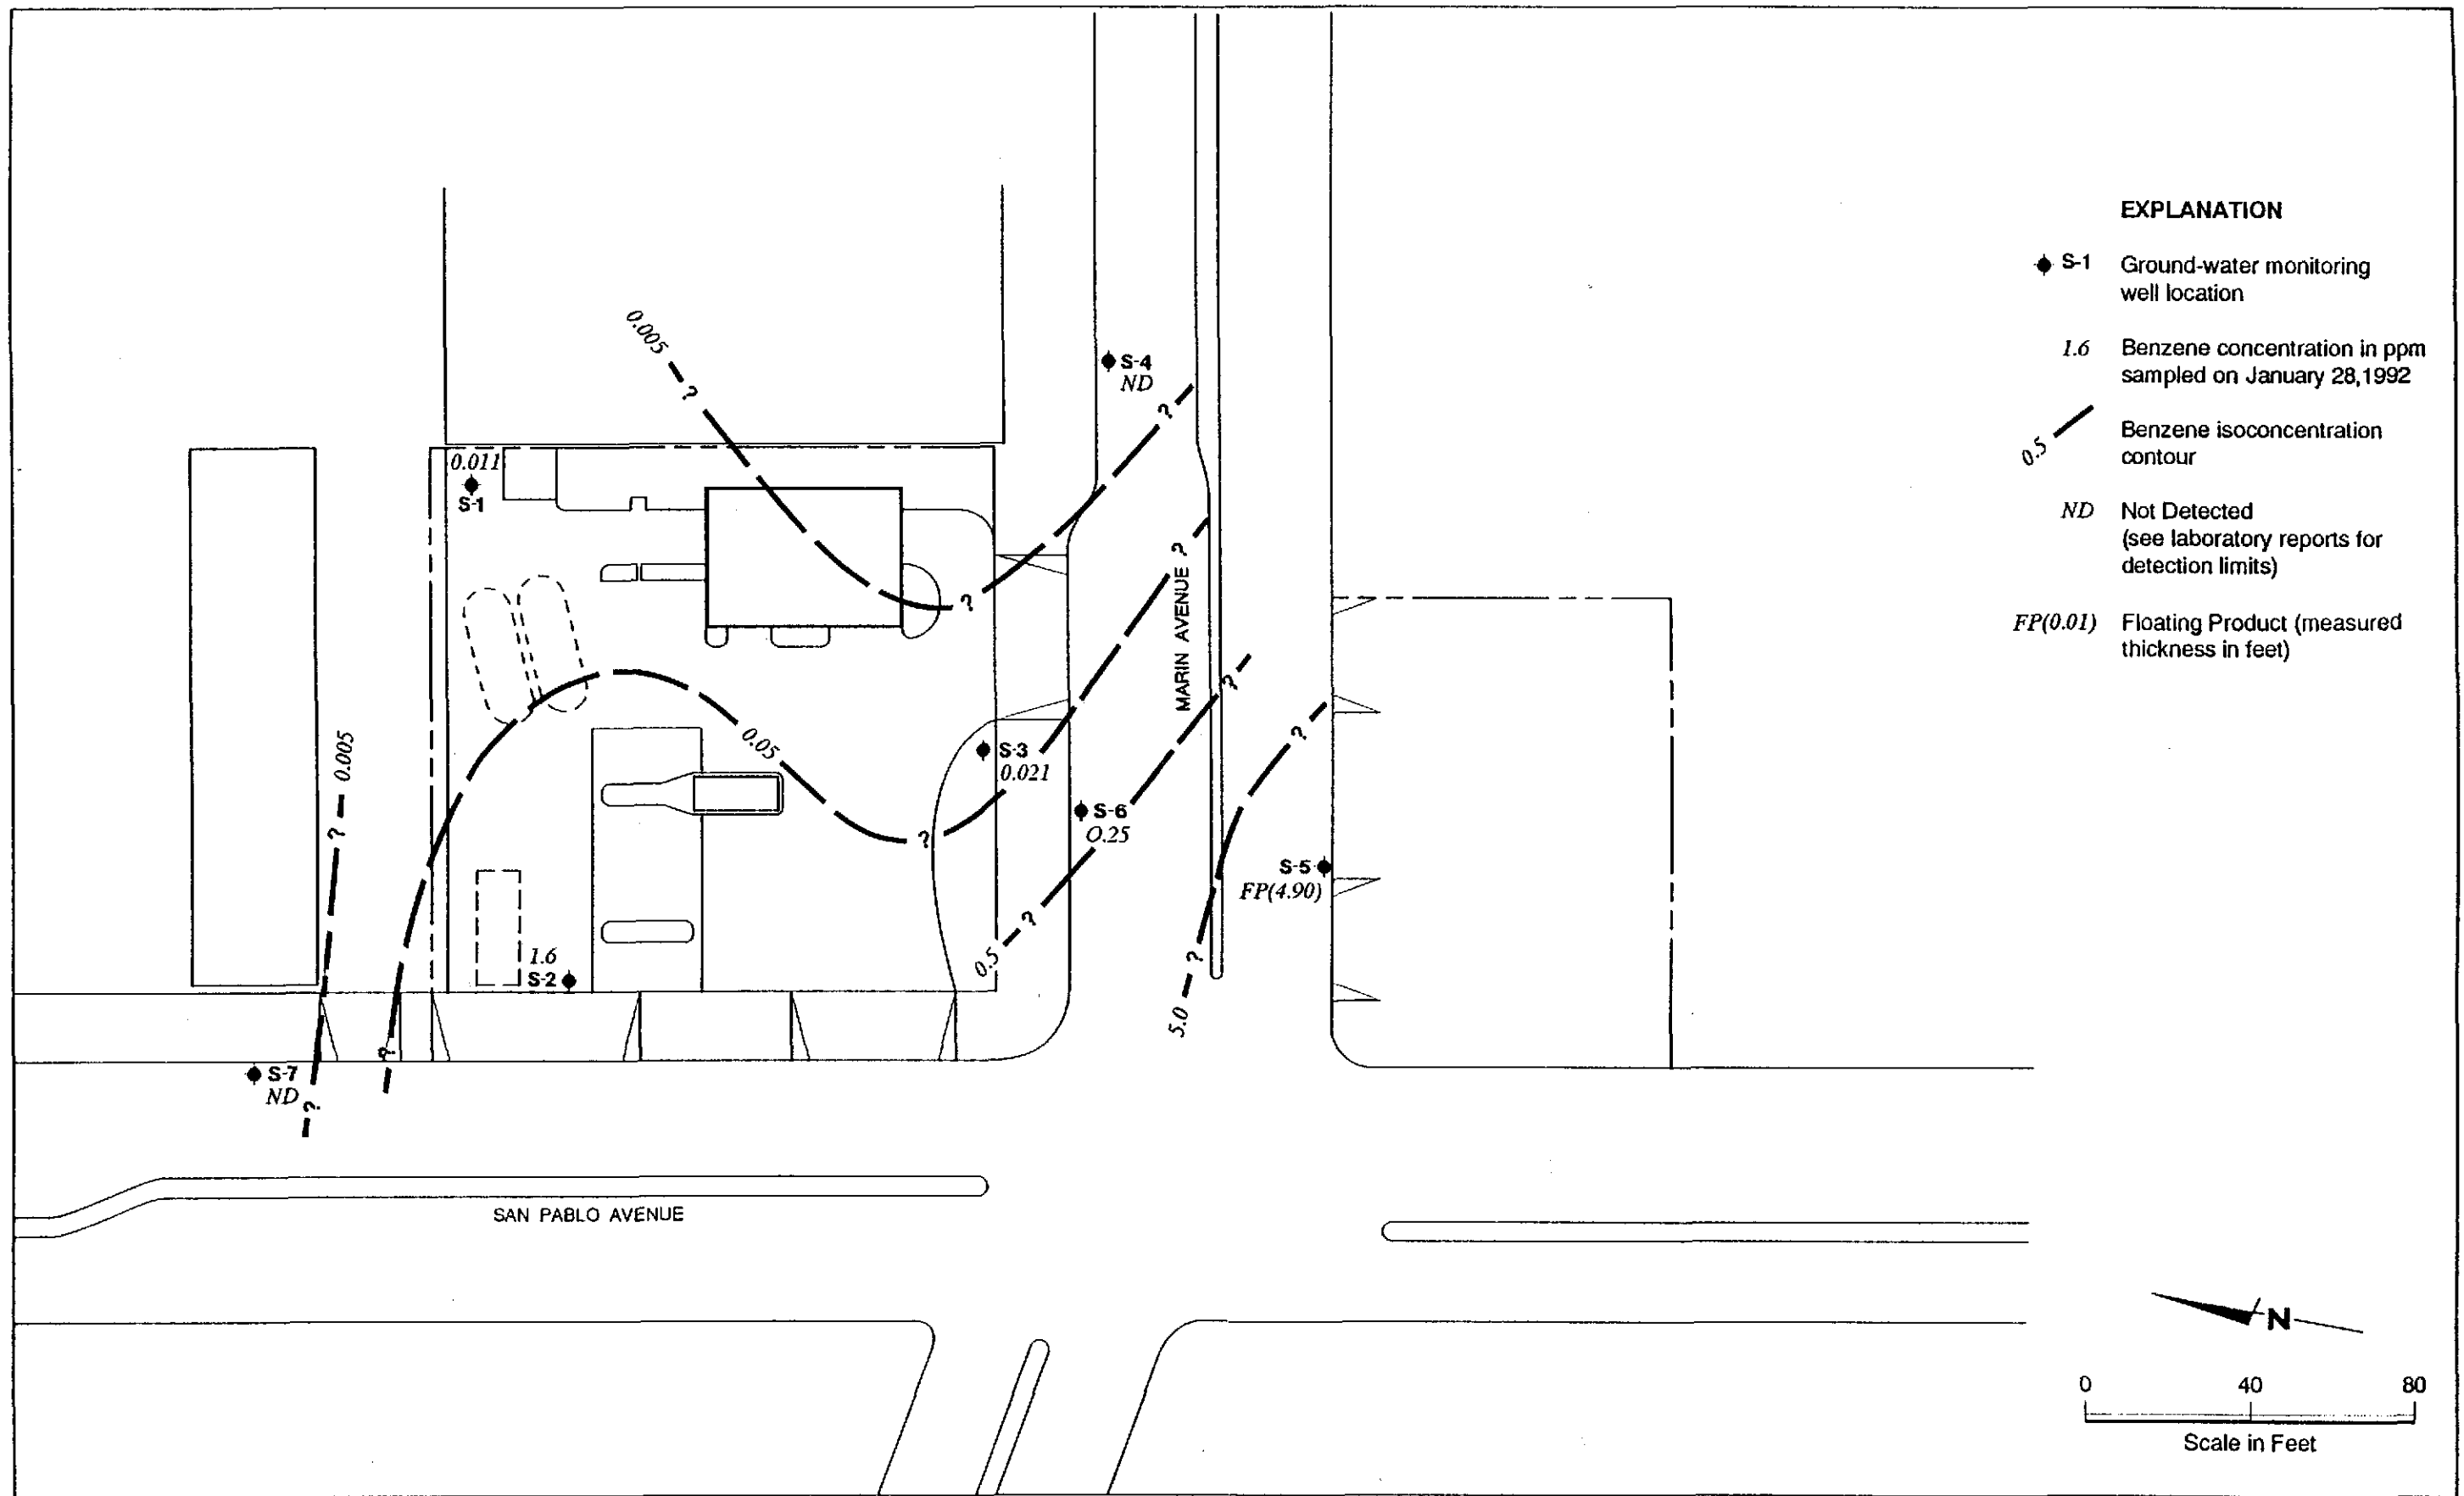 EXPLANATION
S-1 Ground-water monitoring
well location
1.6 Benzene concentration in ppm
sampled on January 28,1992
0.5 Benzene isoconcentration
contour
ND Not Detected
(see laboratory reports for
detection limits)
FP(0.01) Floating Product (measured
thickness in feet)
0.005
?
S-4
ND
?
0.011
S-1
?
?
?
MARIN AVENUE
0.005
?
0.05
S-3
0.021
?
?
S-6
0.25
?
S-5
FP(4.90)
?
0.5
1.6
S-2
?
5.0
?
S-7
ND
?
SAN PABLO AVENUE
N
0 40 80
Scale in Feet